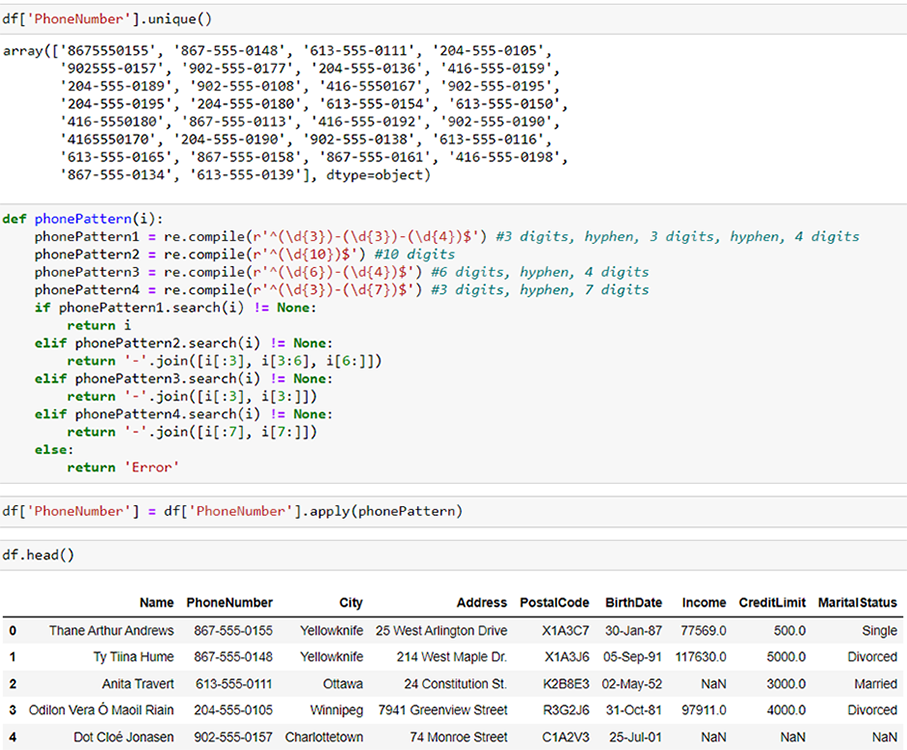 df['PhoneNumber'].unique()
array(['8675550155', '867-555-0148', '613-555-0111', '204-555-0105',
'902555-0157', '902-555-0177', '204-555-0136', '416-555-0159',
'204-555-0189', '902-555-0108', '416-5550167', '902-555-0195',
'204-555-0195', '204-555-0180', '613-555-0154', '613-555-0150',
'416-5550180', '867-555-0113', '416-555-0192', '902-555-0190',
'4165550170', '204-555-0190', '902-555-0138', '613-555-0116',
'613-555-0165', '867-555-0158', '867-555-0161', '416-555-0198',
'867-555-0134', '613-555-0139'], dtype=object)
def phonePattern(i):
phonePattern1 = re.compile(r'^(\d{3})-(\d{3})-(\d{4})$') #3 digits, hyphen, 3 digits, hyphen, 4 digits
phonePattern2 = re.compile(r'^(\d{10})$') #10 digits
phonePattern3 = re.compile(r'^(\d{6})-(\d{4})$') #6 digits, hyphen, 4 digits
phonePattern4 = re.compile(r'^(\d{3})-(\d{7})$') #3 digits, hyphen, 7 digits
if phonePattern1.search(i) != None:
return i
elif phonePattern2.search(i) != None:
return '-'.join([i[:3], i[3:6], i[6:]])
elif phonePattern3.search(i) != None:
return '-'.join([i[:3], i[3:]])
elif phonePattern4.search(i) != None:
return '-'.join([i[:7], i[7:]])
else:
return 'Error'
df['PhoneNumber'] = df['PhoneNumber'].apply(phonePattern)
df.head()
Name PhoneNumber City Address PostalCode BirthDate Income CreditLimit MaritalStatus
0 Thane Arthur Andrews 867-555-0155 Yellowknife 25 West Arlington Drive X1A3C7 30-Jan-87 77569.0 500.0 Single
1 Ty Tiina Hume 867-555-0148 Yellowknife 214 West Maple Dr. X1A3J6 05-Sep-91 117630.0 5000.0 Divorced
2 Anita Travert 613-555-0111 Ottawa 24 Constitution St. K2B8E3 02-May-52 NaN 3000.0 Married
3 Odilon Vera Ó Maoil Riain 204-555-0105 Winnipeg 7941 Greenview Street R3G2J6 31-Oct-81 97911.0 4000.0 Divorced
4 Dot Cloé Jonasen 902-555-0157 Charlottetown 74 Monroe Street C1A2V3 25-Jul-01 NaN NaN NaN